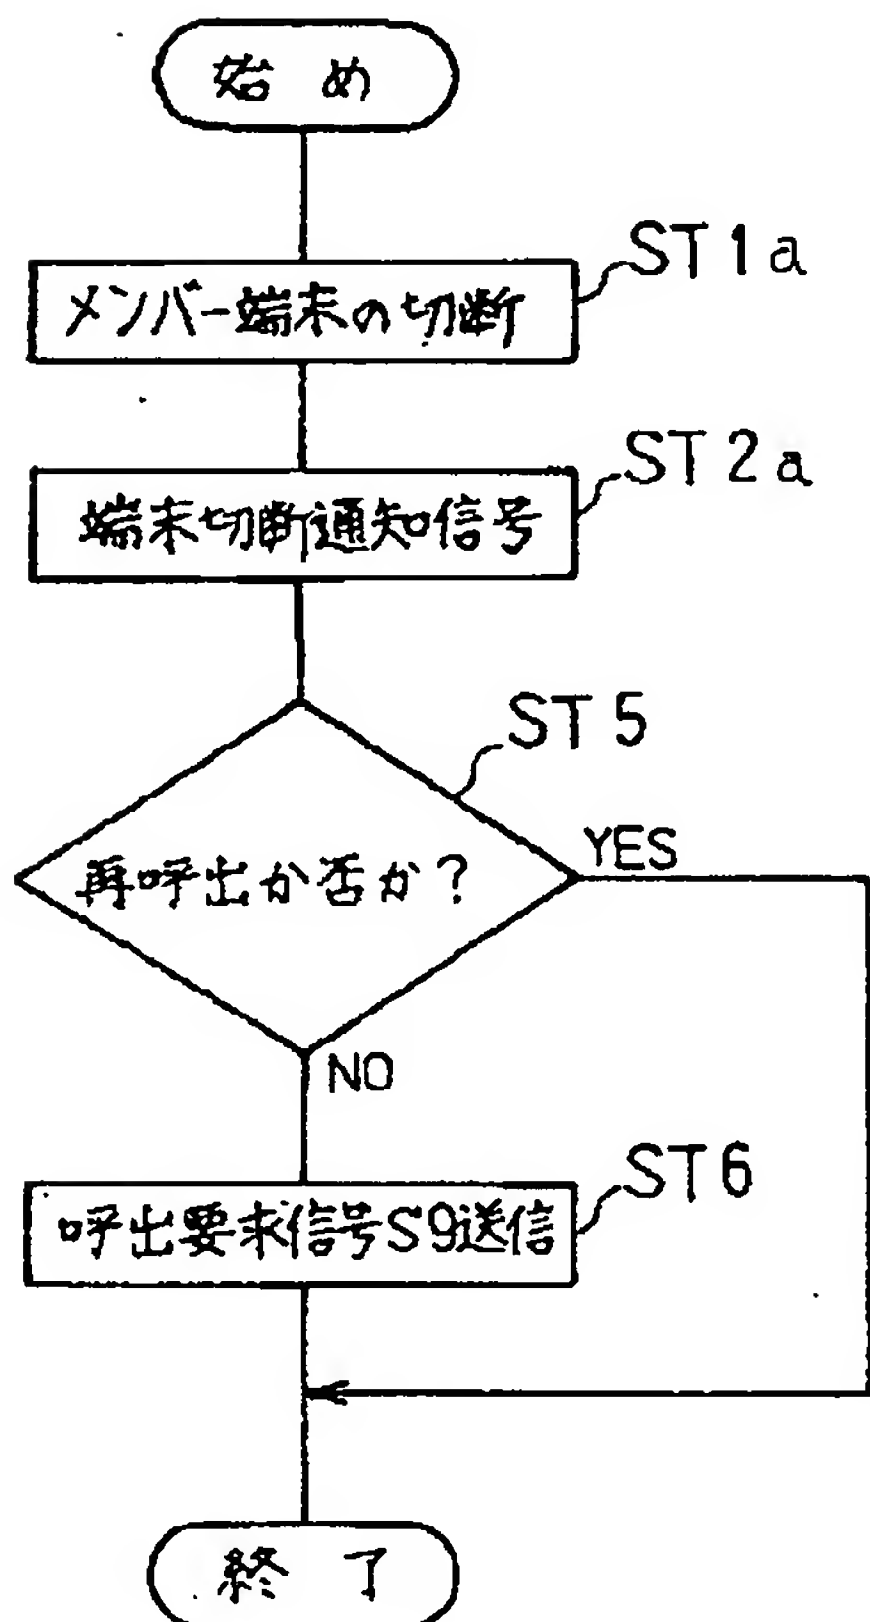 始め
ST1a
メンバー端末の切断
ST2a
端末切断通知信号
ST5
再呼出か否か?
YES
NO
ST6
呼出要求信号S9送信
終了